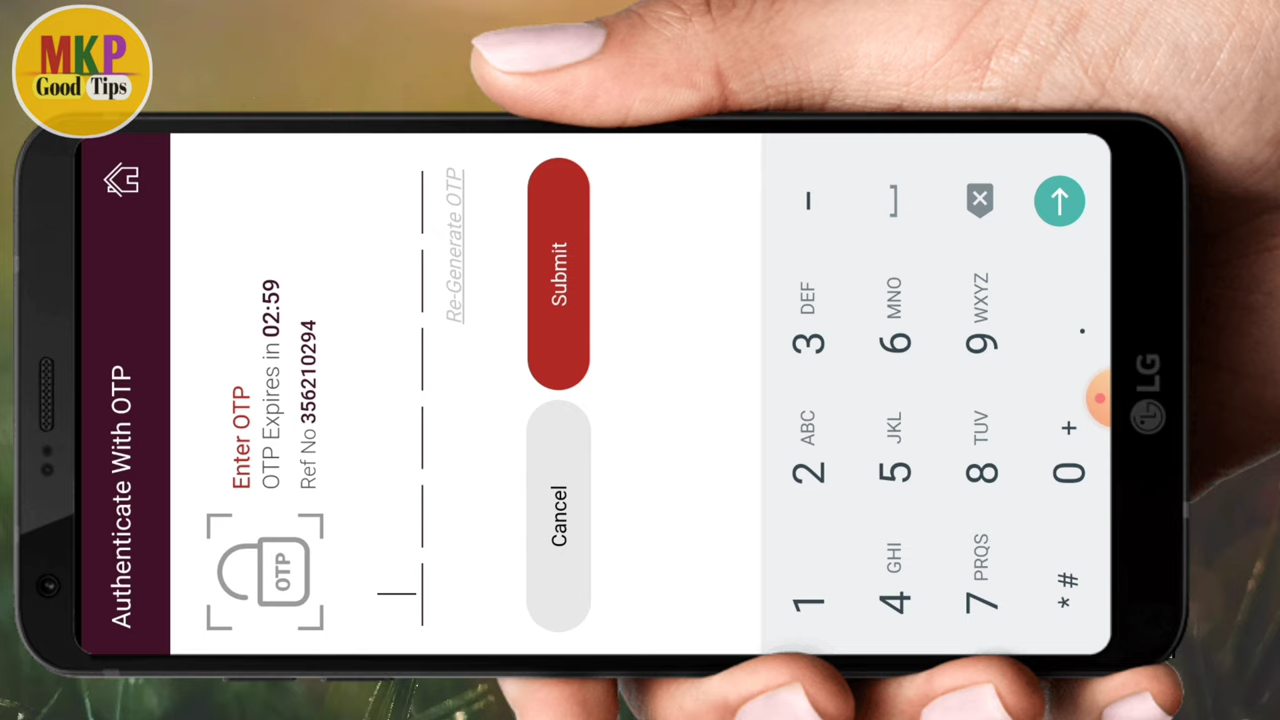 MKP
Good Tips
Authenticate With OTP
Enter OTP
OTP Expires in 02:59
Ref No 356210294
OTP
Re-Generate OTP
Cancel
Submit
1
2 ABC
3 DEF
-
4 GHI
5 JKL
6 MNO
7 PRQS
8 TUV
9 WXYZ
* #
0 +
.
LG